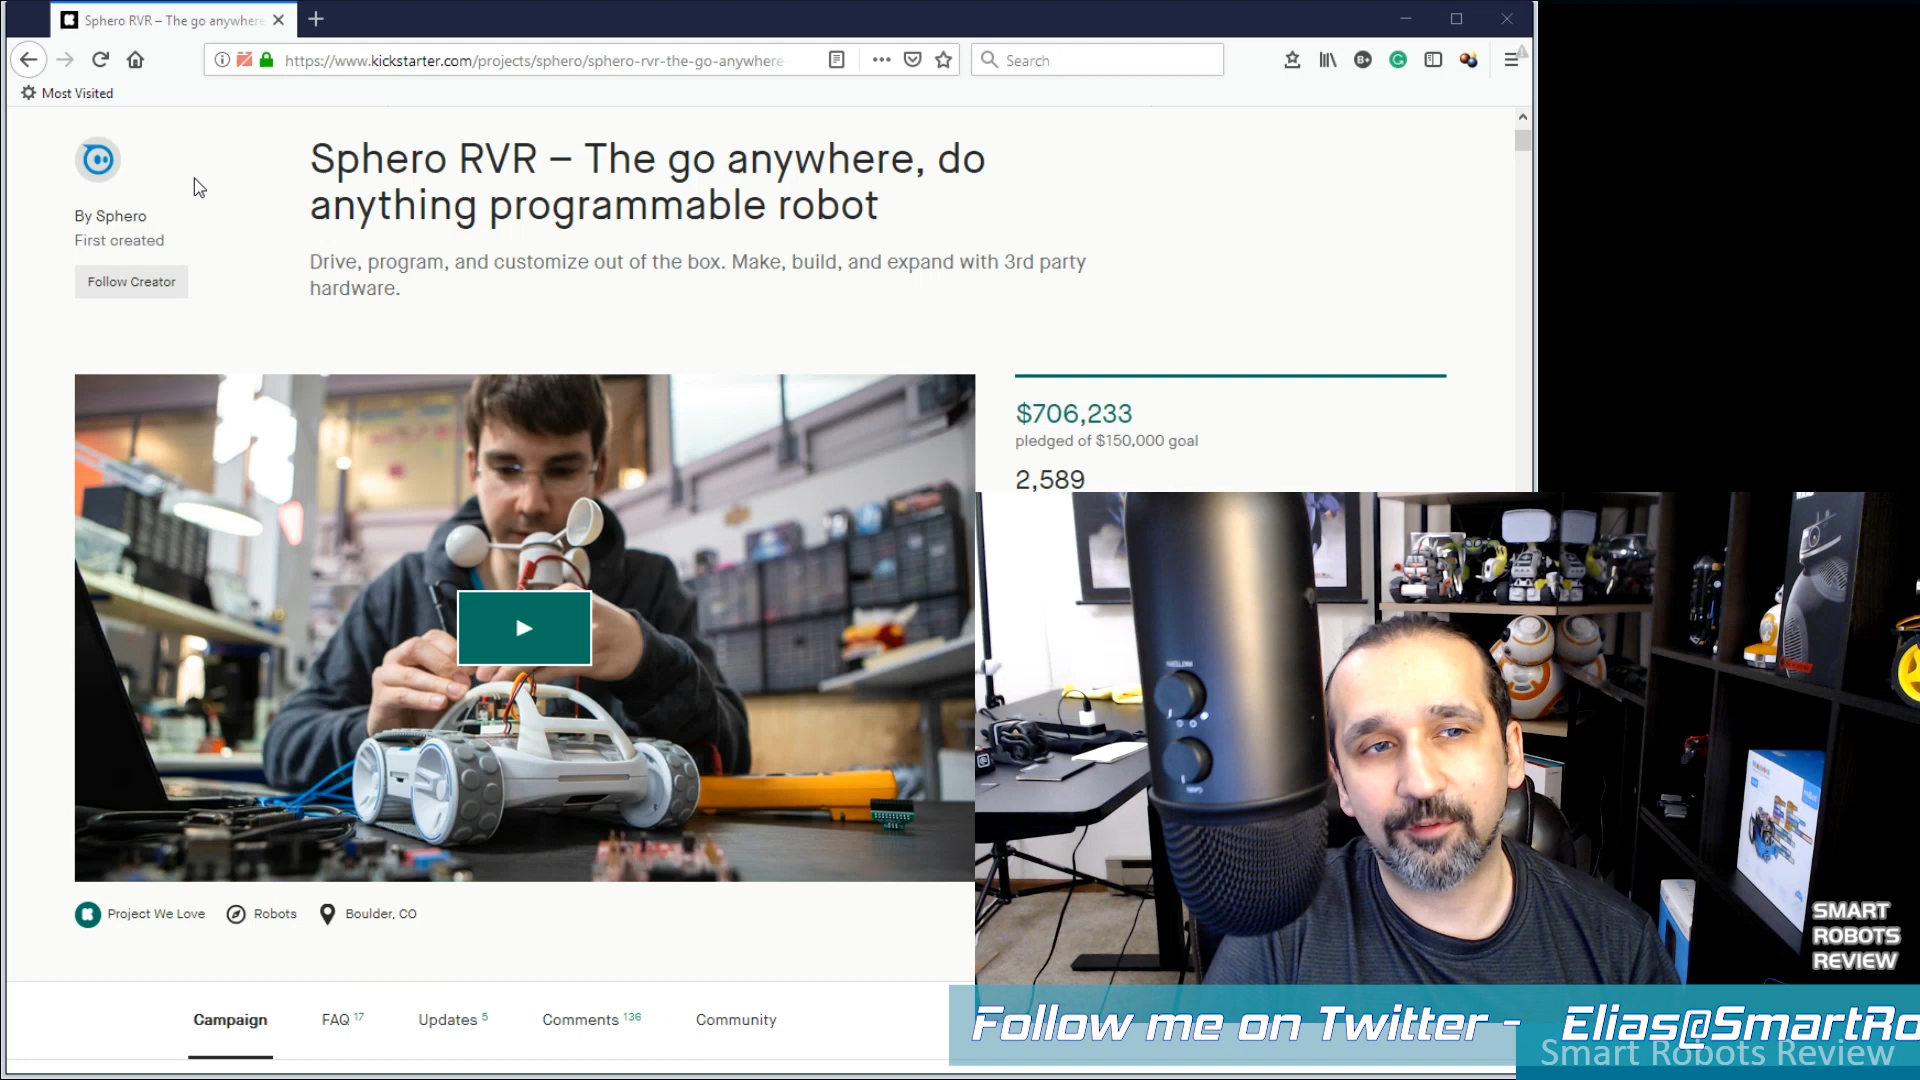 Sphero RVR – The go anywhere
https://www.kickstarter.com/projects/sphero/sphero-rvr-the-go-anywhere-
Search
Most Visited
Sphero RVR – The go anywhere, do
anything programmable robot
By Sphero
First created
Follow Creator
Drive, program, and customize out of the box. Make, build, and expand with 3rd party
hardware.
$706,233
pledged of $150,000 goal
2,589
Project We Love
Robots
Boulder, CO
SMART
ROBOTS
REVIEW
Campaign
FAQ 17
Updates 5
Comments 136
Community
Follow me on Twitter - Elias@SmartRo
Smart Robots Review